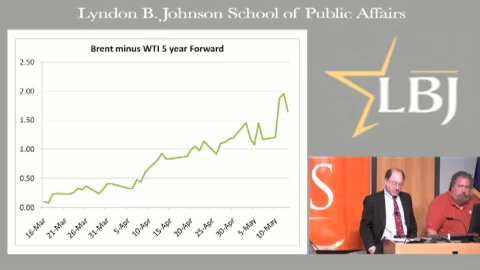 Lyndon B. Johnson School of Public Affairs
Brent minus WTI 5 year Forward
2.50
2.00
1.50
1.00
0.50
0.00
16-Mar
21-Mar
26-Mar
31-Mar
5-Apr
10-Apr
15-Apr
20-Apr
25-Apr
30-Apr
5-May
10-May
LBJ
S